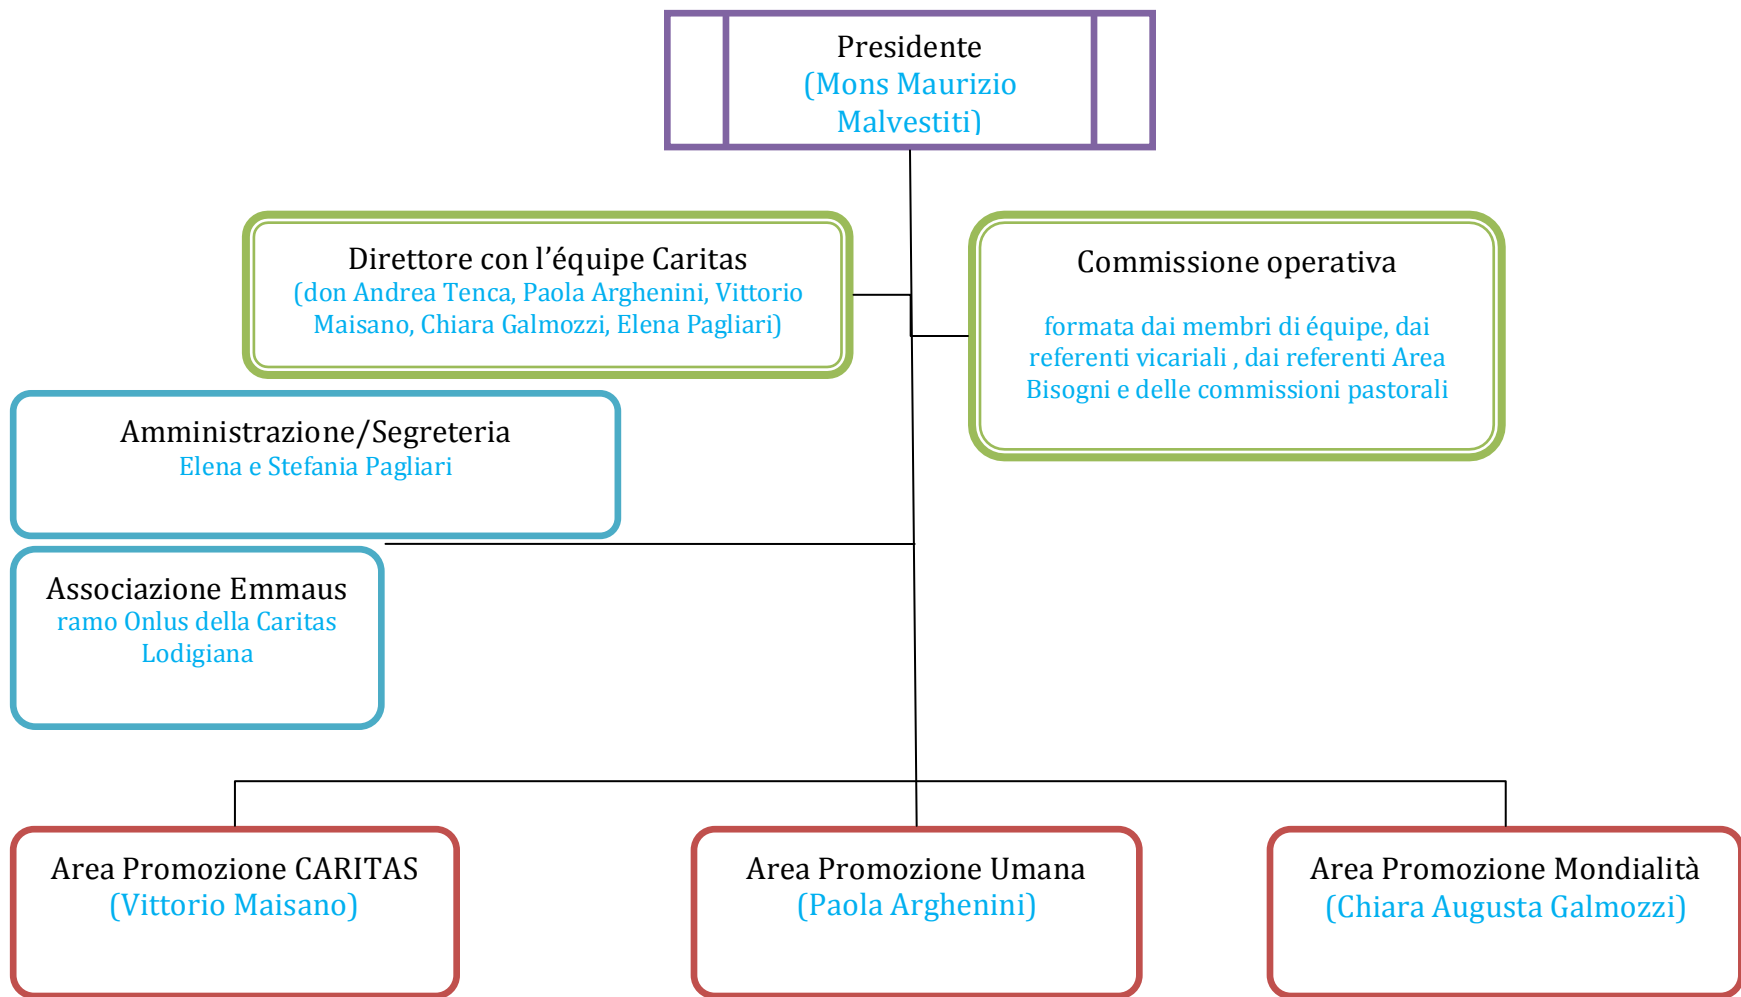 Presidente
(Mons Maurizio
Malvestiti)
Direttore con l’équipe Caritas
(don Andrea Tenca, Paola Arghenini, Vittorio
Maisano, Chiara Galmozzi, Elena Pagliari)
Commissione operativa
formata dai membri di équipe, dai
referenti vicariali , dai referenti Area
Bisogni e delle commissioni pastorali
Amministrazione/Segreteria
Elena e Stefania Pagliari
Associazione Emmaus
ramo Onlus della Caritas
Lodigiana
Area Promozione CARITAS
(Vittorio Maisano)
Area Promozione Umana
(Paola Arghenini)
Area Promozione Mondialità
(Chiara Augusta Galmozzi)